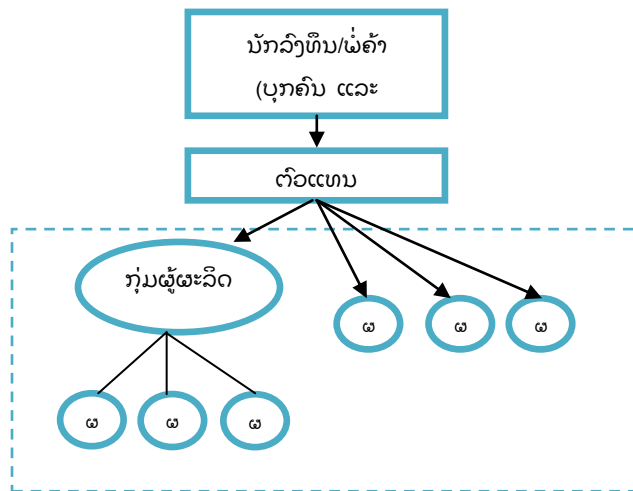 ນັກລົງທຶນ/ພໍ່ຄ້າ
(ບຸກຄົນ ແລະ
ຕົວແທນ
ກຸ່ມຜູ້ຜະລິດ
ຜ
ຜ
ຜ
ຜ
ຜ
ຜ